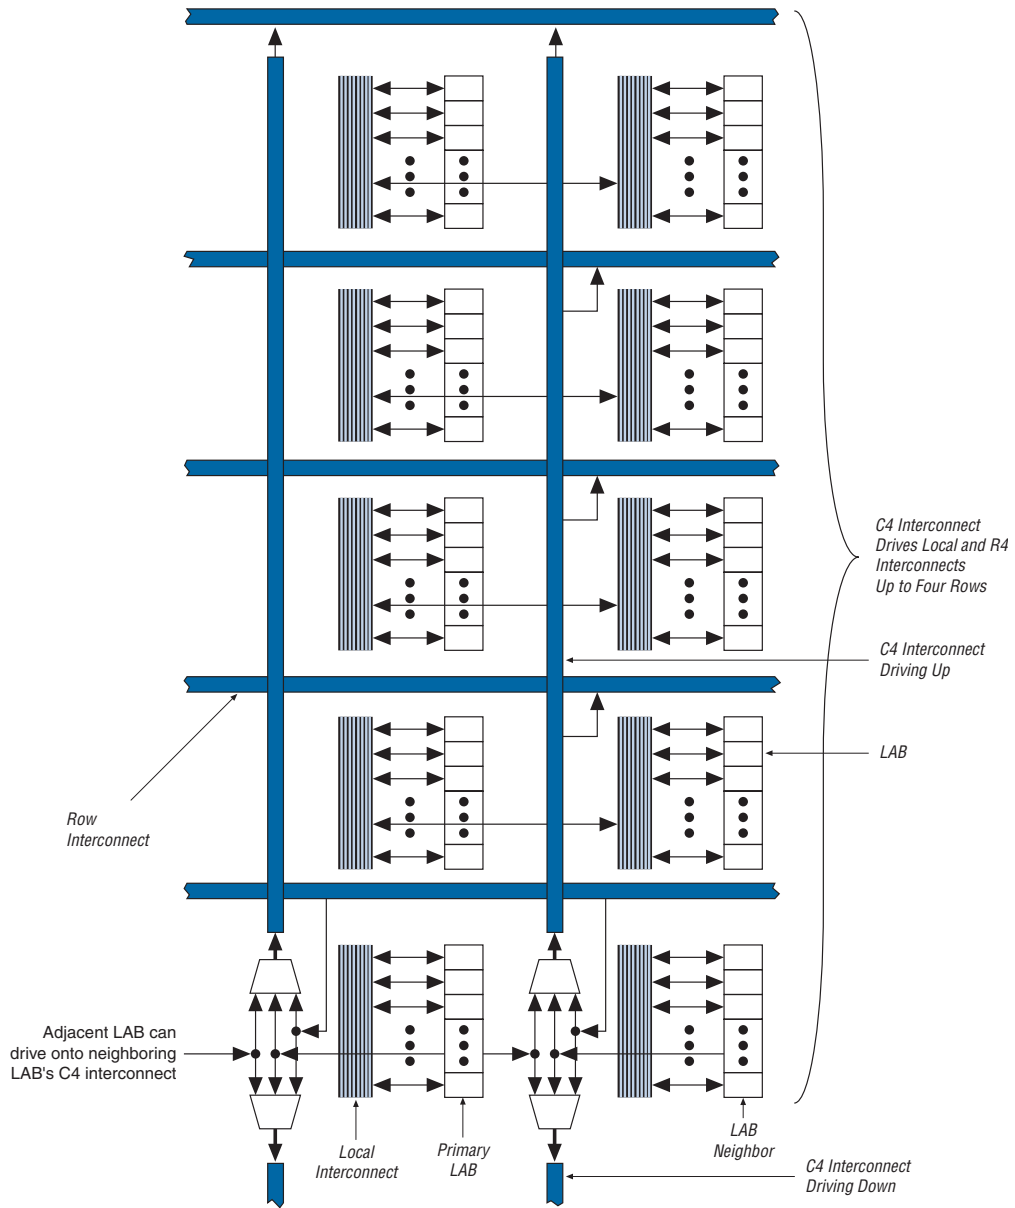 C4 Interconnect
Drives Local and R4
Interconnects
Up to Four Rows
C4 Interconnect
Driving Up
LAB
Row
Interconnect
Adjacent LAB can
drive onto neighboring
LAB's C4 interconnect
Local
Interconnect
Primary
LAB
LAB
Neighbor
C4 Interconnect
Driving Down